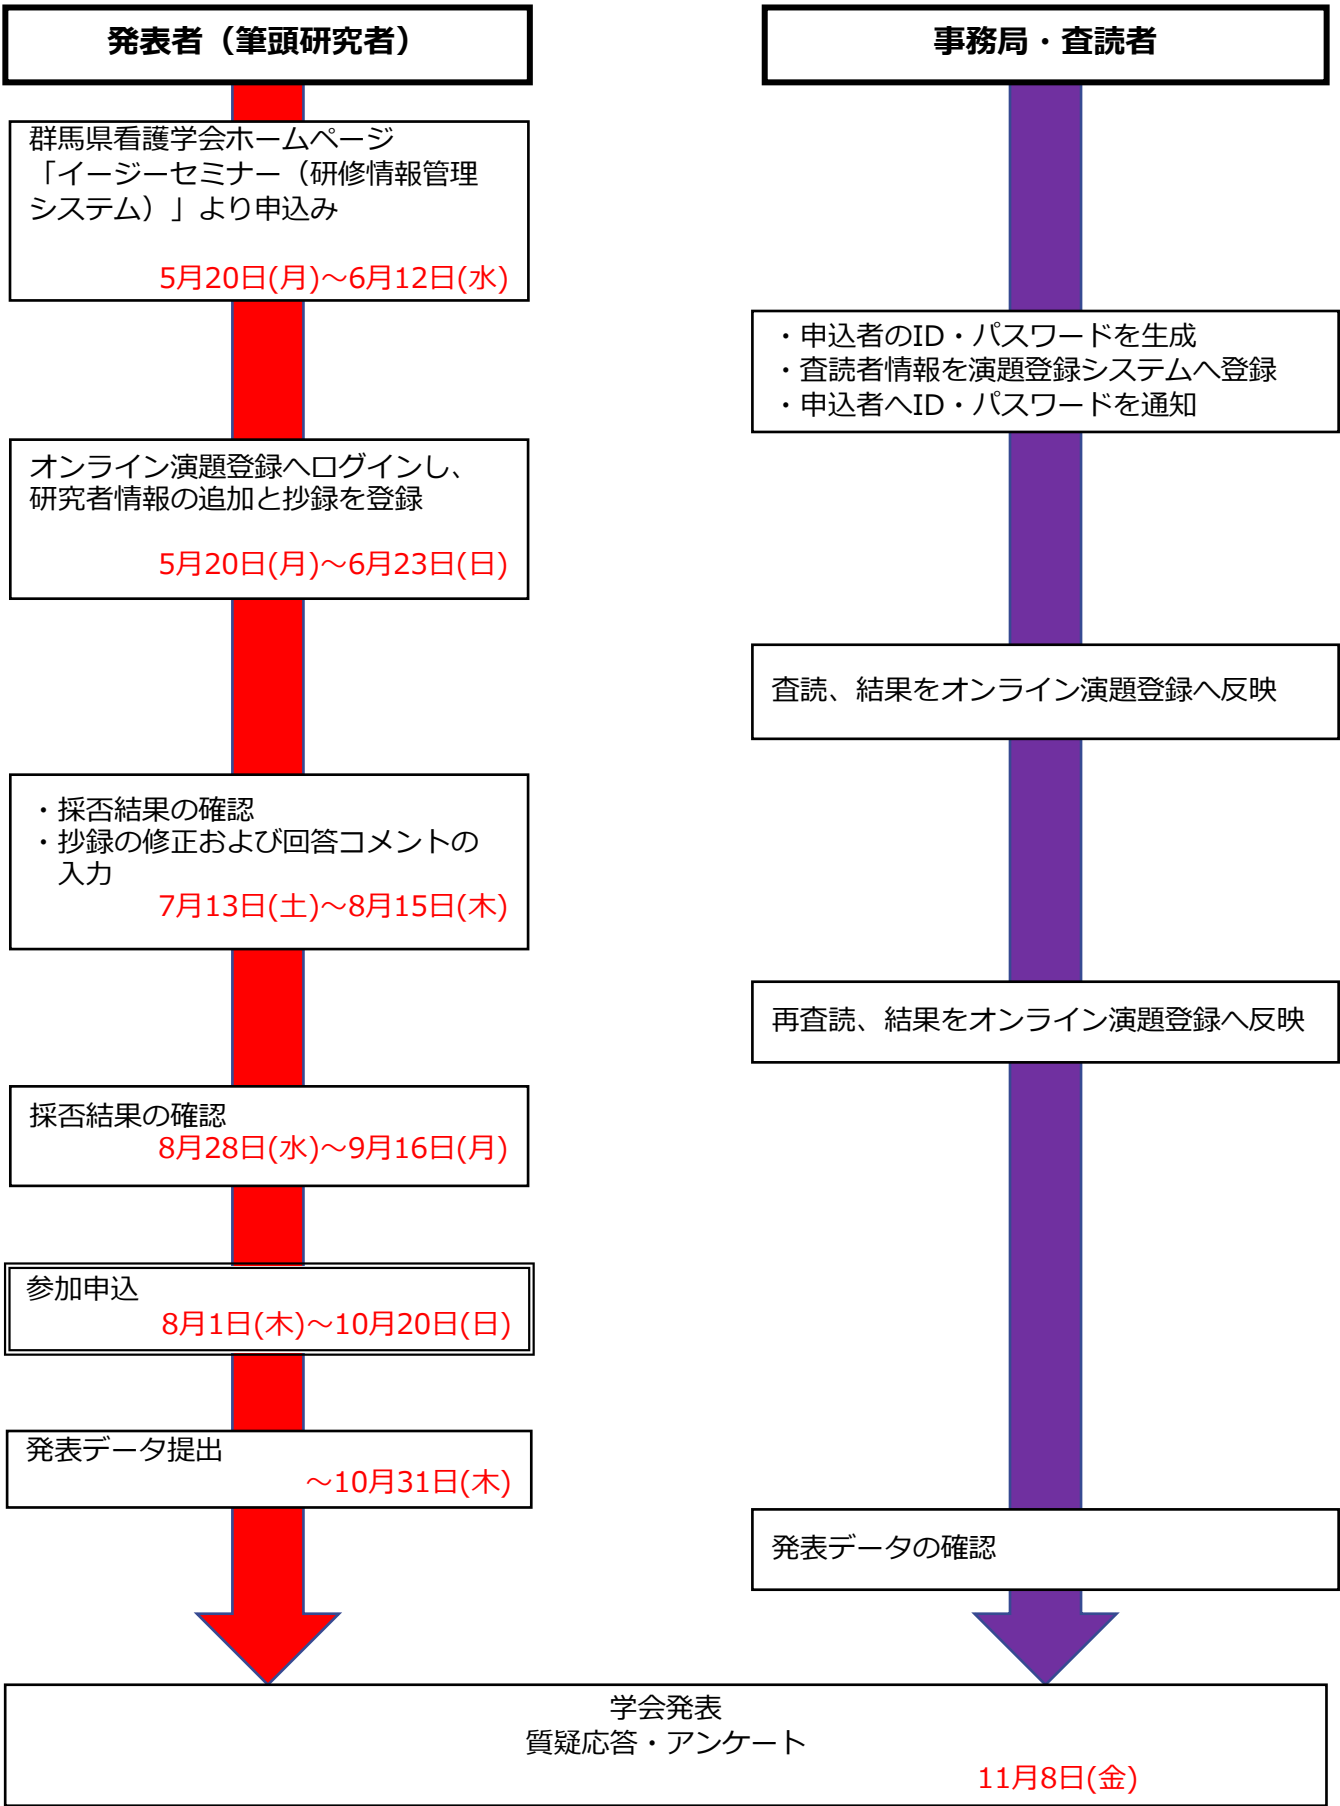 発表者（筆頭研究者）
事務局・査読者
群馬県看護学会ホームページ
「イージーセミナー（研修情報管理
システム）」より申込み
5月20日(月)～6月12日(水)
・申込者のID・パスワードを生成
・査読者情報を演題登録システムへ登録
・申込者へID・パスワードを通知
オンライン演題登録へログインし、
研究者情報の追加と抄録を登録
5月20日(月)～6月23日(日)
査読、結果をオンライン演題登録へ反映
・採否結果の確認
・抄録の修正および回答コメントの
入力
7月13日(土)～8月15日(木)
再査読、結果をオンライン演題登録へ反映
採否結果の確認
8月28日(水)～9月16日(月)
参加申込
8月1日(木)～10月20日(日)
発表データ提出
～10月31日(木)
発表データの確認
学会発表
質疑応答・アンケート
11月8日(金)